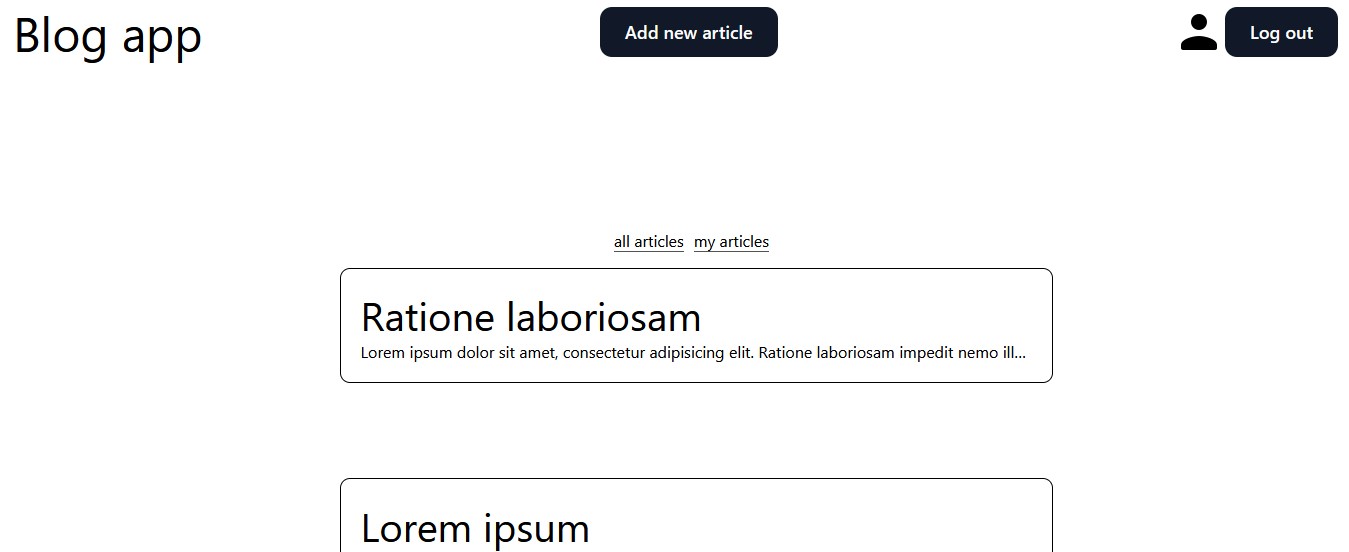 Blog app
Add new article
Log out
all articles my articles
Ratione laboriosam
Lorem ipsum dolor sit amet, consectetur adipisicing elit. Ratione laboriosam impedit nemo ill...
Lorem ipsum